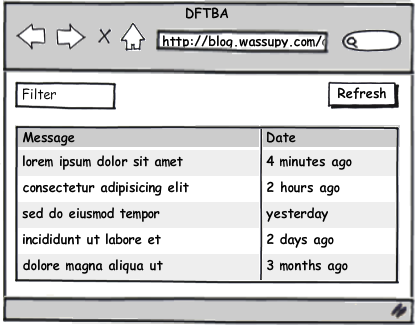 DFTBA
http://blog.wassupy.com/
Filter
Refresh
Message Date
lorem ipsum dolor sit amet 4 minutes ago
consectetur adipisicing elit 2 hours ago
sed do eiusmod tempor yesterday
incididunt ut labore et 2 days ago
dolore magna aliqua ut 3 months ago